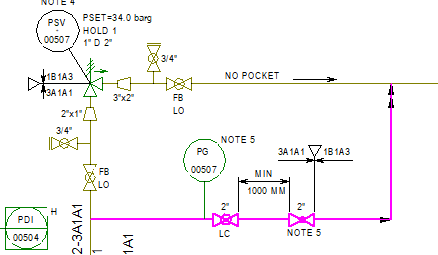 NOTE 4
PSV
-
00507
PSET=34.0 barg
HOLD 1
1" D 2"
3/4"
1B1A3
3A1A1
NO POCKET
3"x2"
FB
LO
2"x1"
3/4"
FB
LO
NOTE 5
PG
00507
3A1A1
1B1A3
MIN
1000 MM
2"
2"
LC
NOTE 5
H
PDI
00504
2-3A1A1
1
1A1